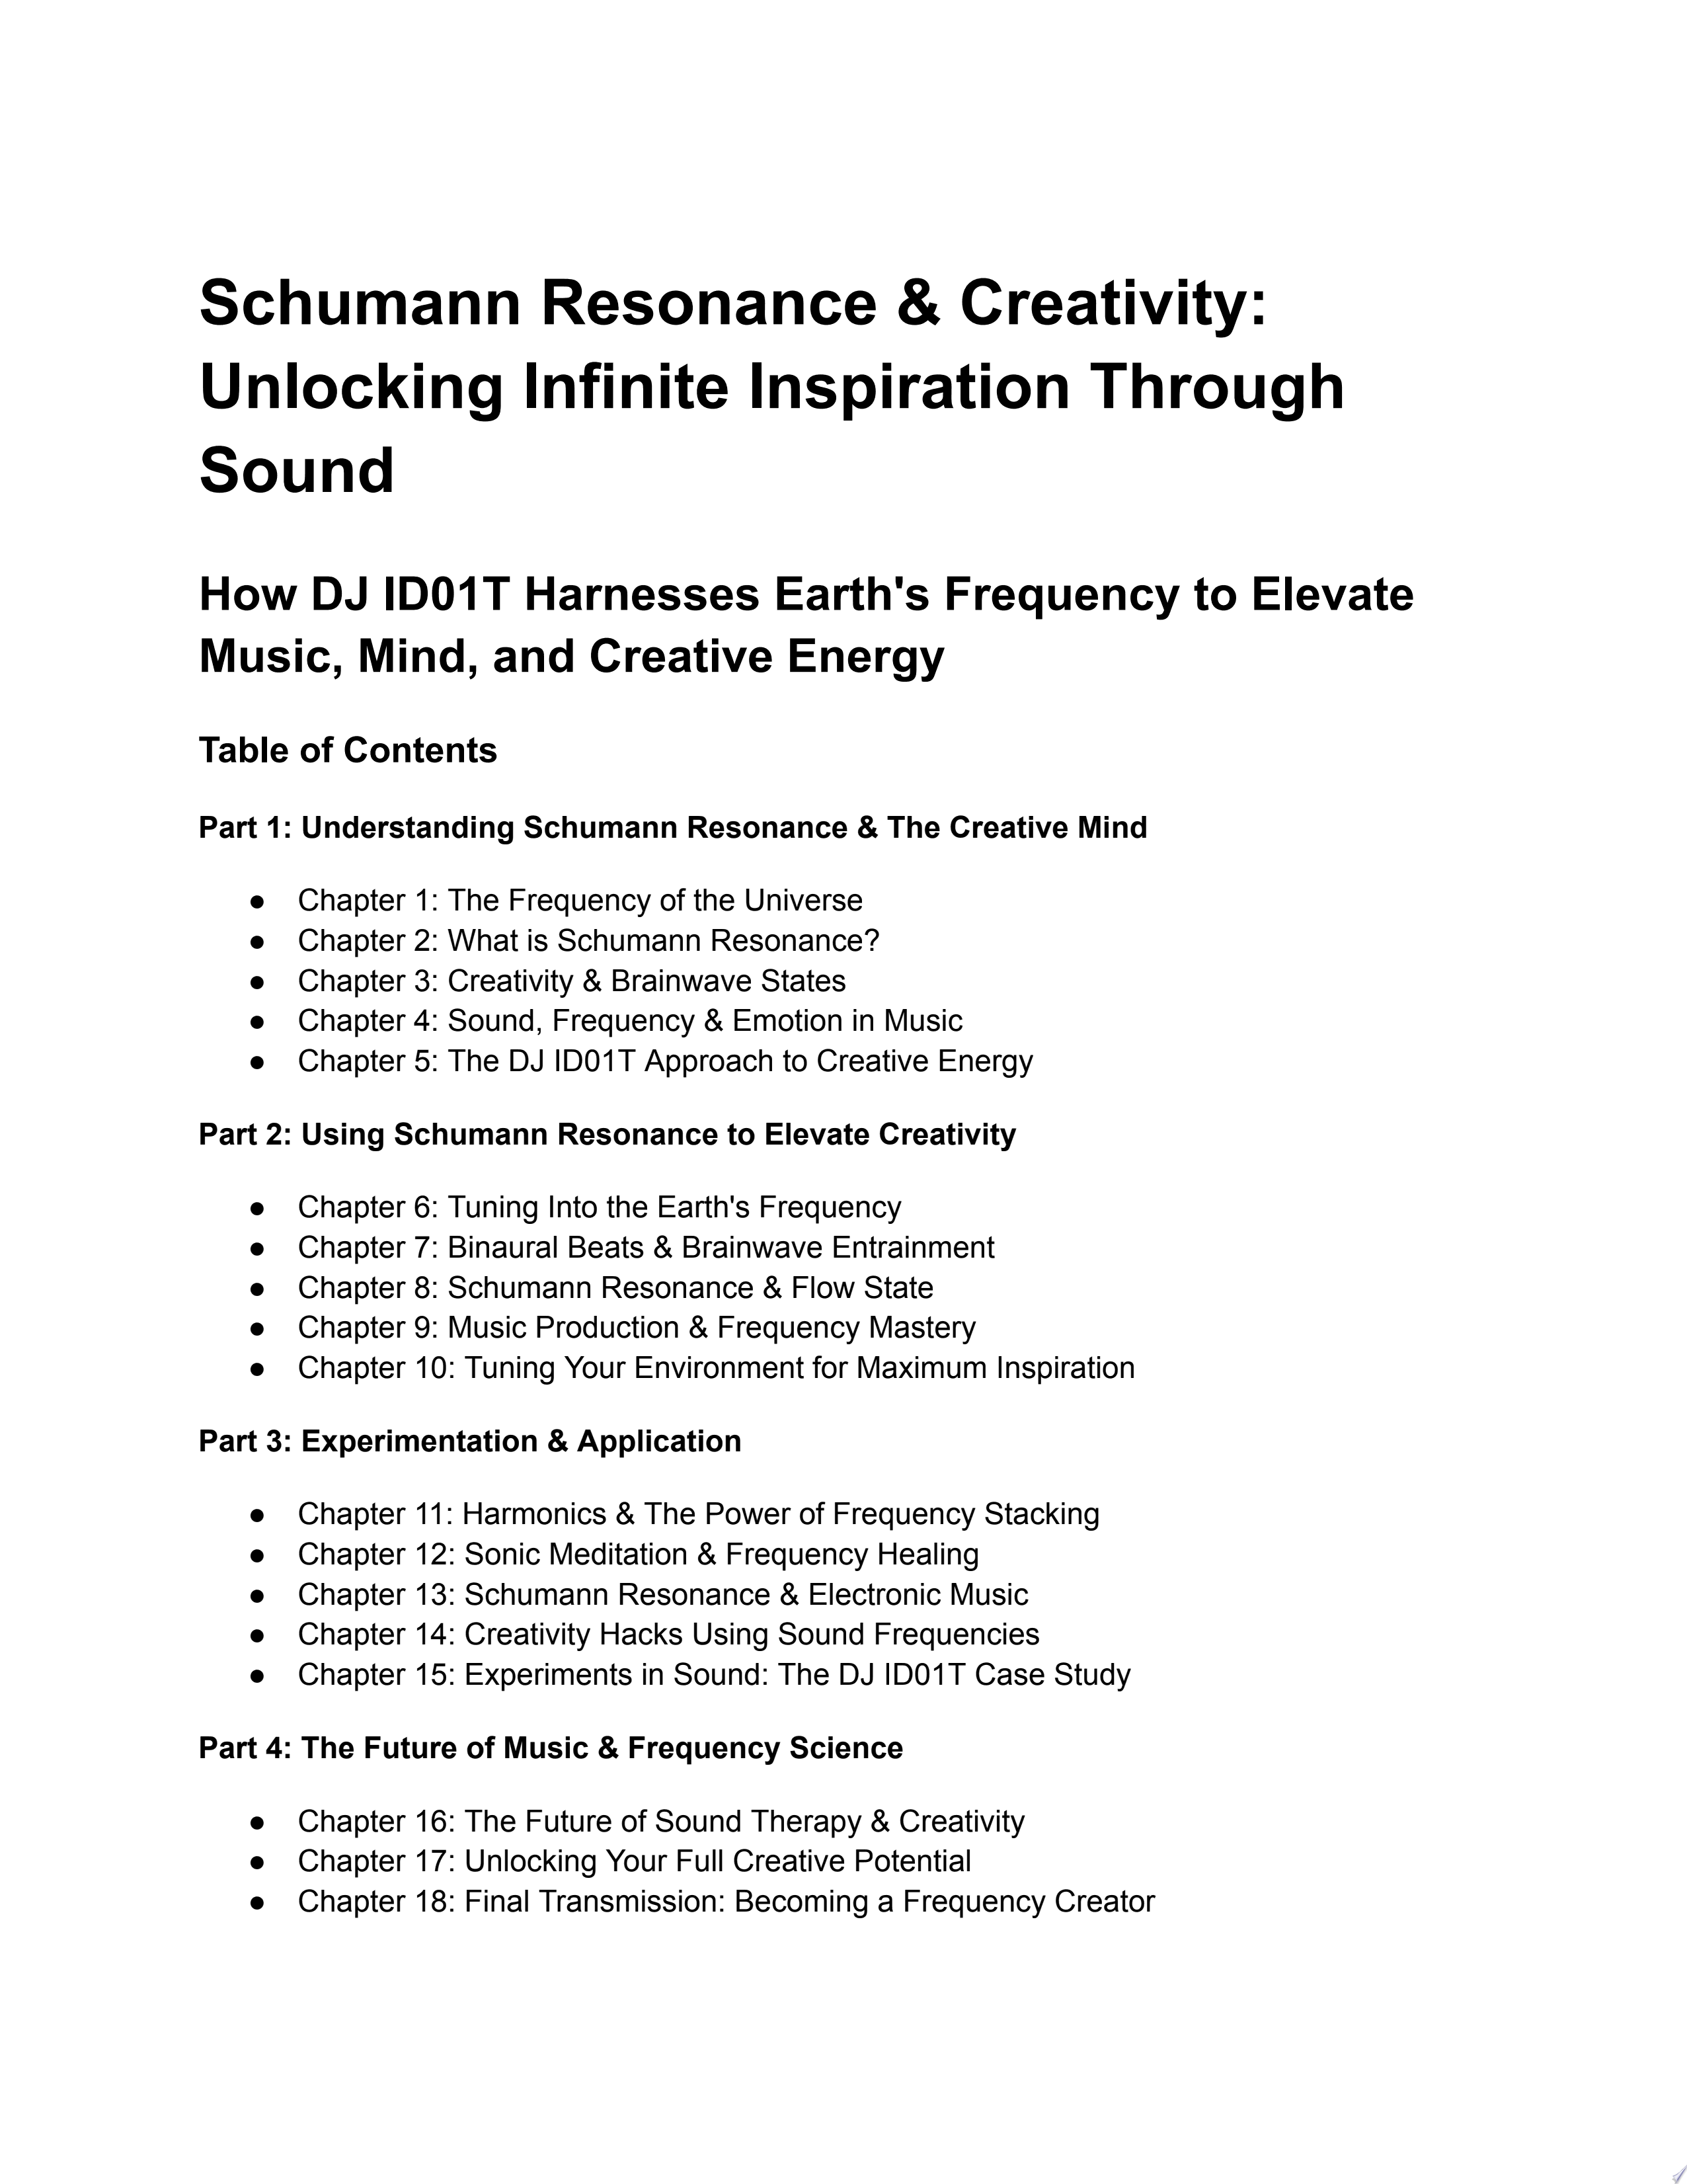 Schumann Resonance & Creativity:
Unlocking Infinite Inspiration Through
Sound
How DJ ID01T Harnesses Earth's Frequency to Elevate
Music, Mind, and Creative Energy
Table of Contents
Part 1: Understanding Schumann Resonance & The Creative Mind
● Chapter 1: The Frequency of the Universe
● Chapter 2: What is Schumann Resonance?
● Chapter 3: Creativity & Brainwave States
● Chapter 4: Sound, Frequency & Emotion in Music
● Chapter 5: The DJ ID01T Approach to Creative Energy
Part 2: Using Schumann Resonance to Elevate Creativity
● Chapter 6: Tuning Into the Earth's Frequency
● Chapter 7: Binaural Beats & Brainwave Entrainment
● Chapter 8: Schumann Resonance & Flow State
● Chapter 9: Music Production & Frequency Mastery
● Chapter 10: Tuning Your Environment for Maximum Inspiration
Part 3: Experimentation & Application
● Chapter 11: Harmonics & The Power of Frequency Stacking
● Chapter 12: Sonic Meditation & Frequency Healing
● Chapter 13: Schumann Resonance & Electronic Music
● Chapter 14: Creativity Hacks Using Sound Frequencies
● Chapter 15: Experiments in Sound: The DJ ID01T Case Study
Part 4: The Future of Music & Frequency Science
● Chapter 16: The Future of Sound Therapy & Creativity
● Chapter 17: Unlocking Your Full Creative Potential
● Chapter 18: Final Transmission: Becoming a Frequency Creator